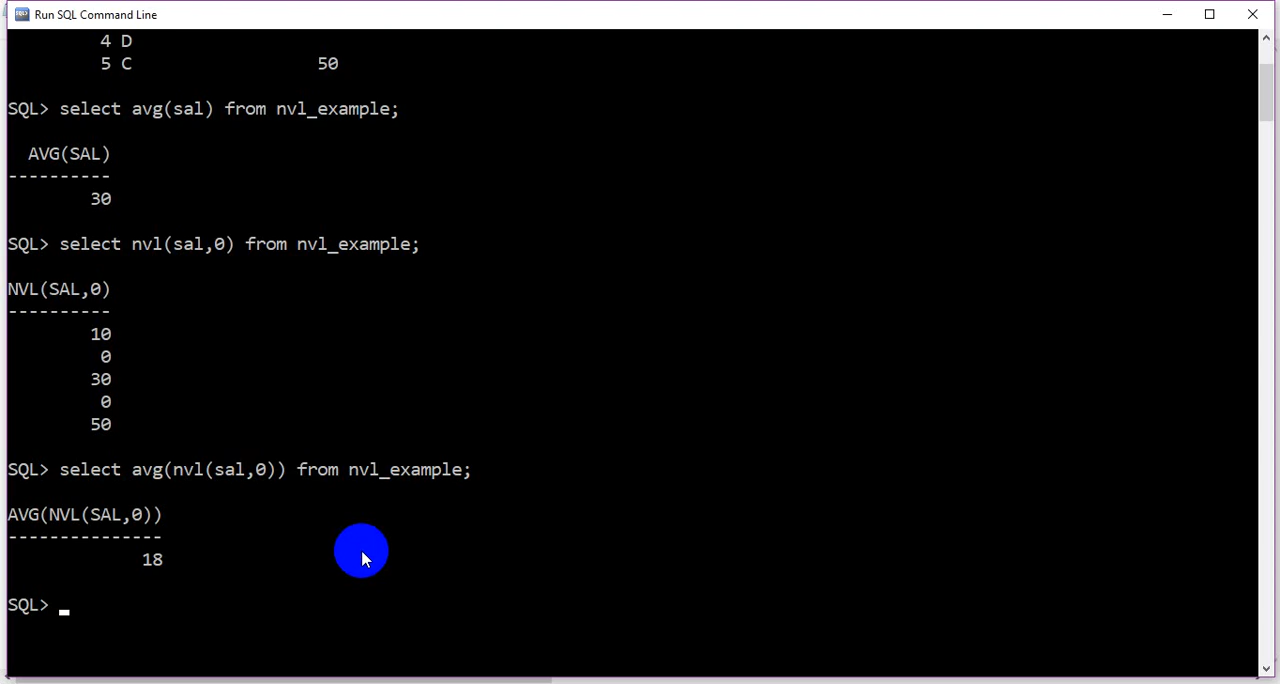 Run SQL Command Line
4 D
5 C 50
SQL> select avg(sal) from nvl_example;
AVG(SAL)
----------
30
SQL> select nvl(sal,0) from nvl_example;
NVL(SAL,0)
----------
10
0
30
0
50
SQL> select avg(nvl(sal,0)) from nvl_example;
AVG(NVL(SAL,0))
---------------
18
SQL> _